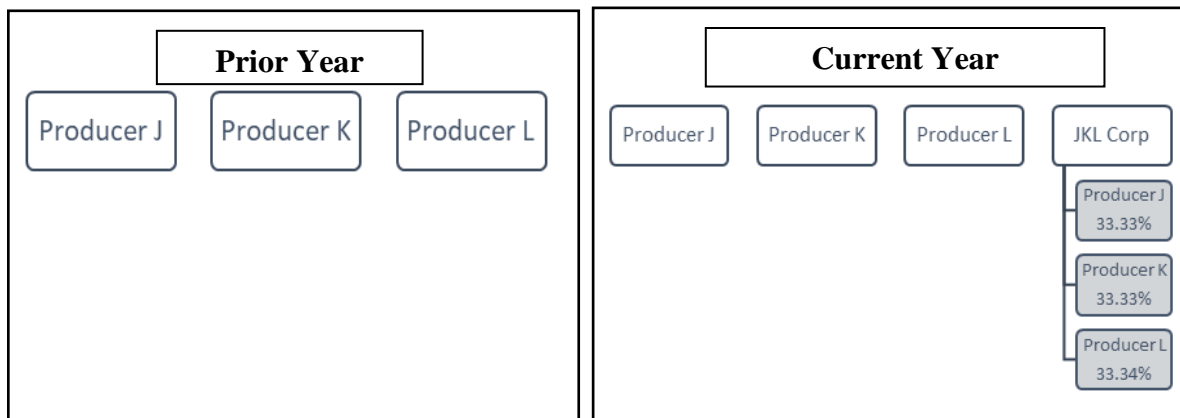 Prior Year
Producer J
Producer K
Producer L
Current Year
Producer J
Producer K
Producer L
JKL Corp
Producer J
33.33%
Producer K
33.33%
Producer L
33.34%